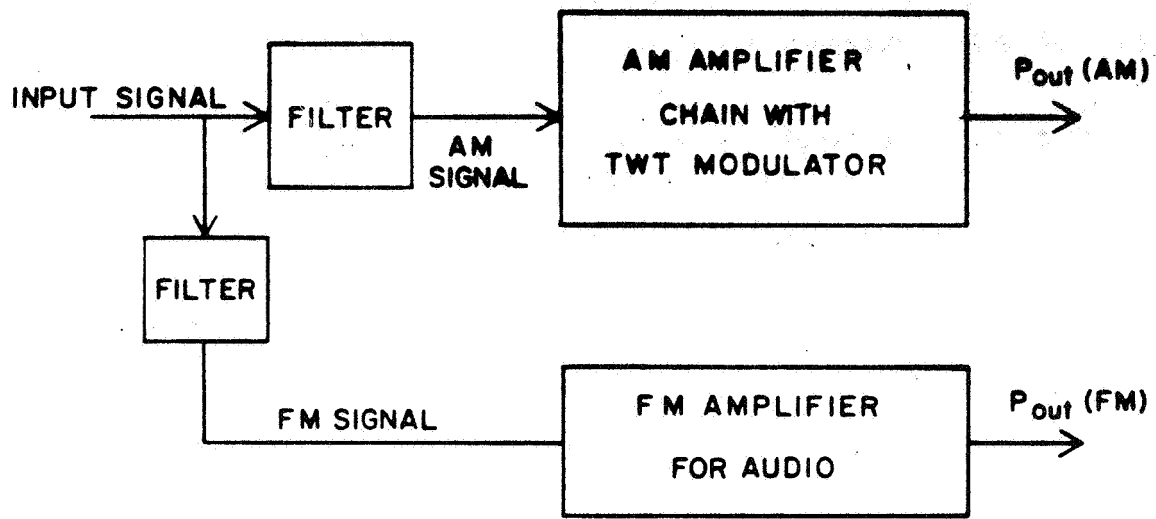 INPUT SIGNAL
FILTER
AM
SIGNAL
AM AMPLIFIER
CHAIN WITH
TWT MODULATOR
Pout (AM)
FILTER
FM SIGNAL
FM AMPLIFIER
FOR AUDIO
Pout (FM)